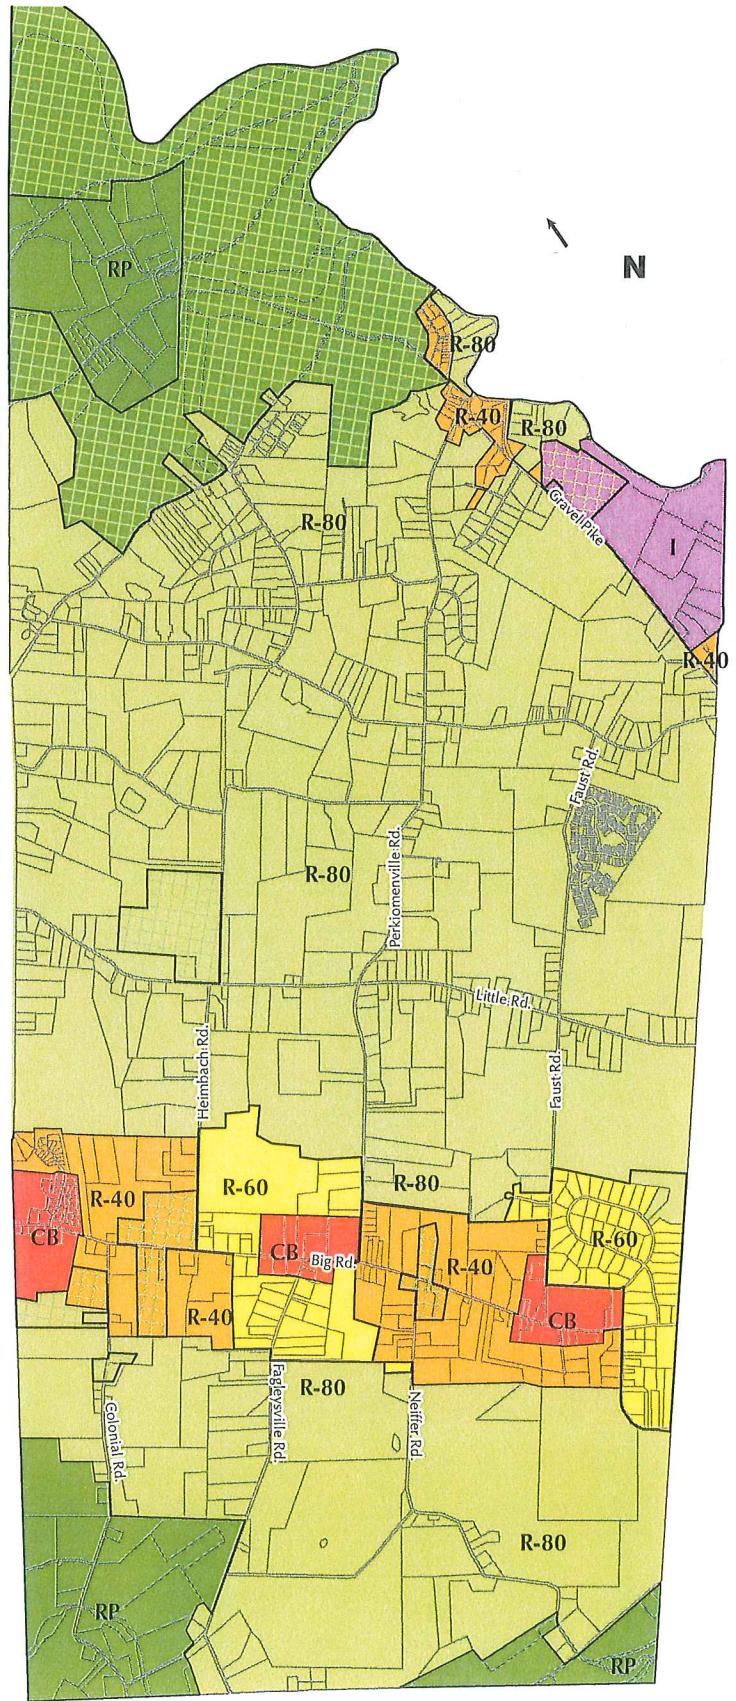 RP
N
R-80
R-40
R-80
Gravel Pike
R-80
I
R-40
Faust Rd.
Perkiomenville Rd.
R-80
Little Rd.
Heimbach Rd.
Faust Rd.
R-60
R-80
R-40
CB
R-60
CB
Big Rd.
R-40
R-40
CB
R-80
Fagleysville Rd.
Neiffer Rd.
Colonial Rd.
R-80
RP
RP